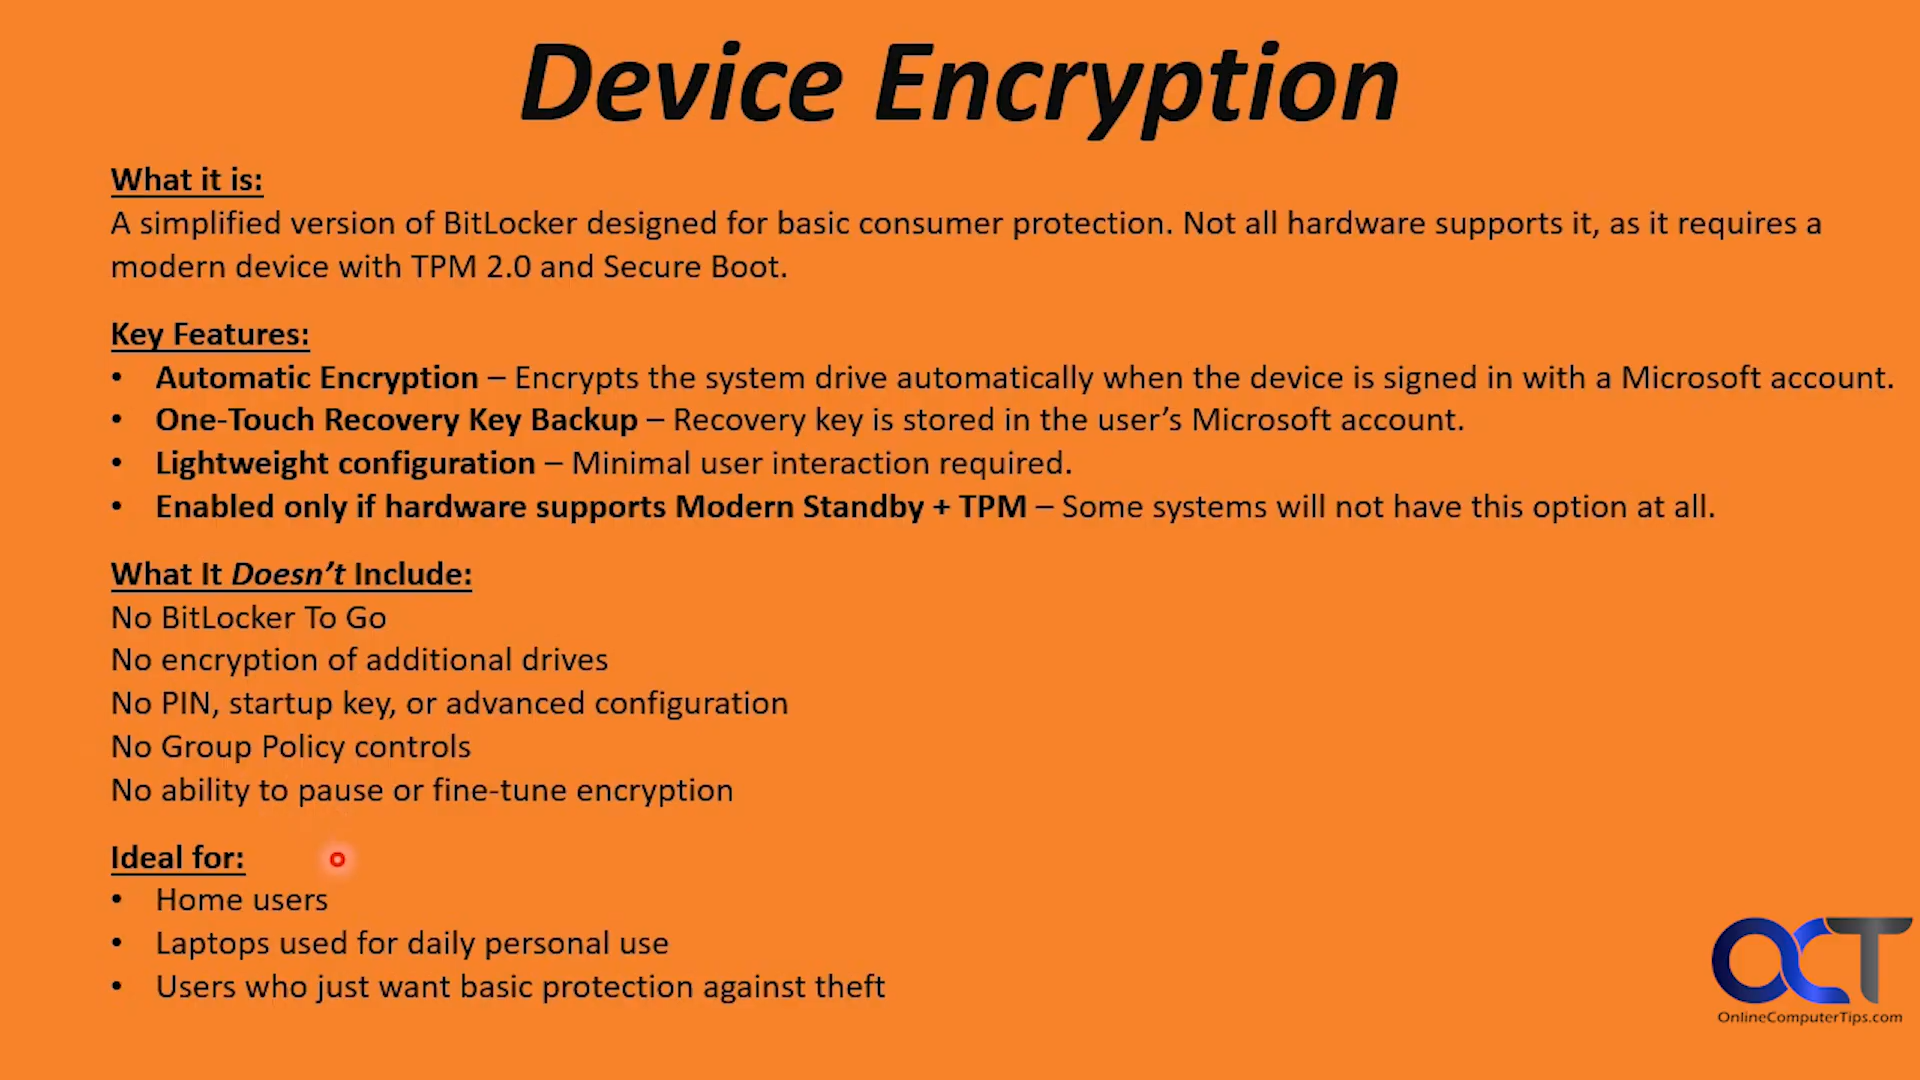 Device Encryption
What it is:
A simplified version of BitLocker designed for basic consumer protection. Not all hardware supports it, as it requires a
modern device with TPM 2.0 and Secure Boot.
Key Features:
• Automatic Encryption – Encrypts the system drive automatically when the device is signed in with a Microsoft account.
• One-Touch Recovery Key Backup – Recovery key is stored in the user’s Microsoft account.
• Lightweight configuration – Minimal user interaction required.
• Enabled only if hardware supports Modern Standby + TPM – Some systems will not have this option at all.
What It Doesn’t Include:
No BitLocker To Go
No encryption of additional drives
No PIN, startup key, or advanced configuration
No Group Policy controls
No ability to pause or fine-tune encryption
Ideal for:
• Home users
• Laptops used for daily personal use
• Users who just want basic protection against theft
OCT
OnlineComputerTips.com